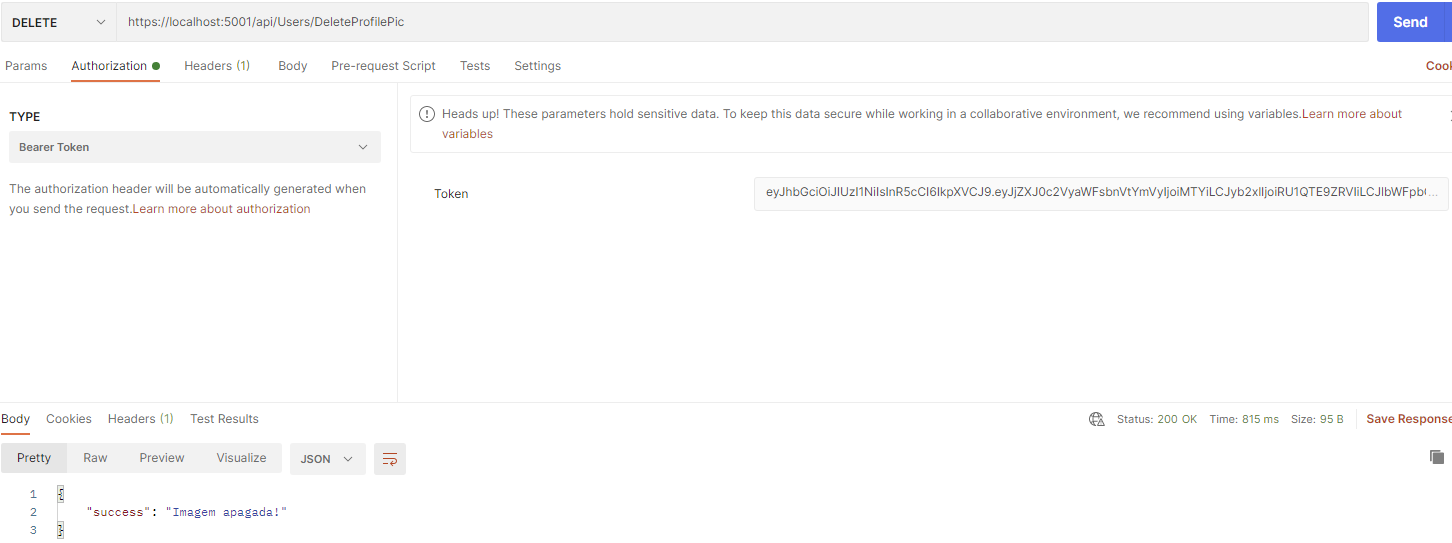 DELETE
https://localhost:5001/api/Users/DeleteProfilePic
Send
Params
Authorization
Headers (1)
Body
Pre-request Script
Tests
Settings
TYPE
Bearer Token
The authorization header will be automatically generated when
you send the request.Learn more about authorization
Heads up! These parameters hold sensitive data. To keep this data secure while working in a collaborative environment, we recommend using variables.Learn more about
variables
Token
Body
Cookies
Headers (1)
Test Results
Status: 200 OK
Time: 815 ms
Size: 95 B
Save Response
Pretty
Raw
Preview
Visualize
JSON
1 {
2 "success": "Imagem apagada!"
3 }